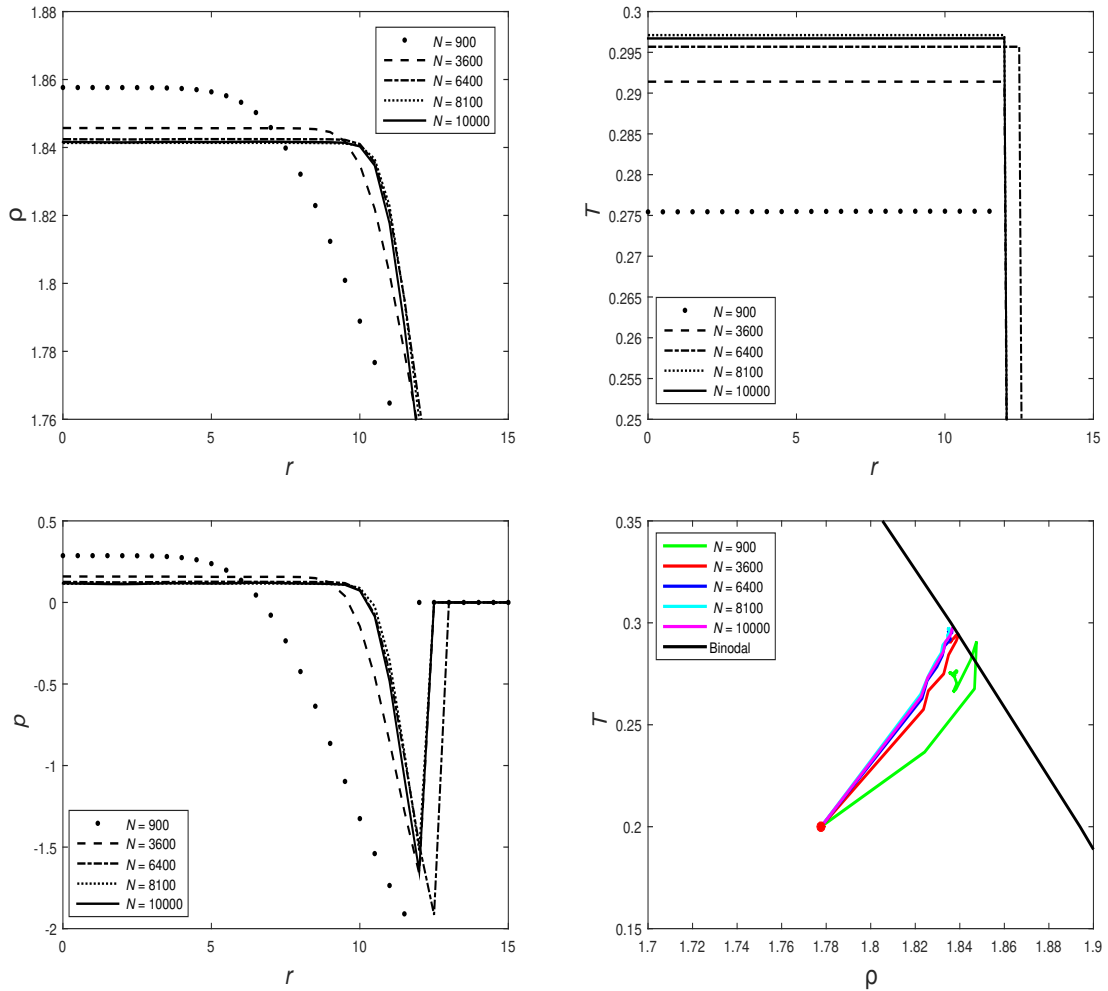 1.88
1.86
1.84
1.82
1.8
1.78
1.76
0
5
10
15
ρ
r
N = 900
N = 3600
N = 6400
N = 8100
N = 10000
0.3
0.295
0.29
0.285
0.28
0.275
0.27
0.265
0.26
0.255
0.25
0
5
10
15
T
r
N = 900
N = 3600
N = 6400
N = 8100
N = 10000
0.5
0
-0.5
-1
-1.5
-2
0
5
10
15
p
r
N = 900
N = 3600
N = 6400
N = 8100
N = 10000
0.35
0.3
0.25
0.2
0.15
1.7
1.72
1.74
1.76
1.78
1.8
1.82
1.84
1.86
1.88
1.9
T
ρ
N = 900
N = 3600
N = 6400
N = 8100
N = 10000
Binodal